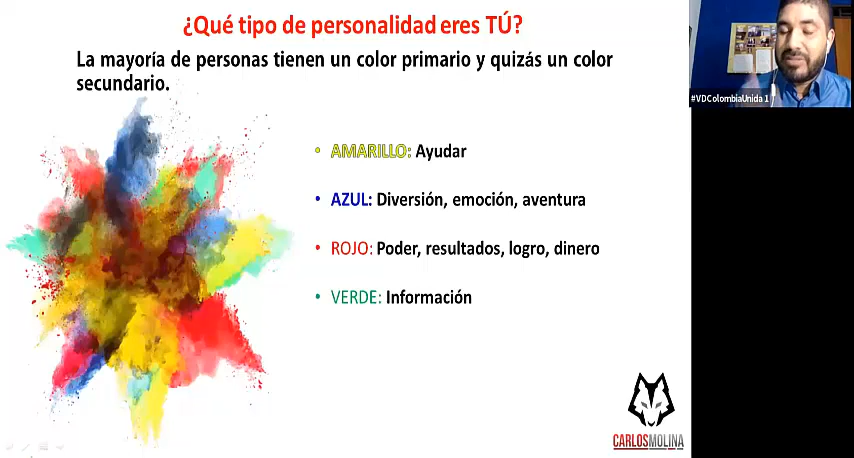 ¿Qué tipo de personalidad eres TÚ?
La mayoría de personas tienen un color primario y quizás un color
secundario.
#VDColombiaUnida 1
• AMARILLO: Ayudar
• AZUL: Diversión, emoción, aventura
• ROJO: Poder, resultados, logro, dinero
• VERDE: Información
CARLOSMOLINA